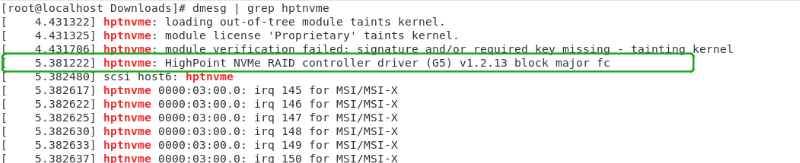 [root@localhost Downloads]# dmesg | grep hptnvme
[    4.431322] hptnvme: loading out-of-tree module taints kernel.
[    4.431325] hptnvme: module license 'Proprietary' taints kernel.
[    4.431706] hptnvme: module verification failed: signature and/or required key missing - tainting kernel
[    5.381222] hptnvme: HighPoint NVMe RAID controller driver (G5) v1.2.13 block major fc
[    5.382480] scsi host6: hptnvme
[    5.382617] hptnvme 0000:03:00.0: irq 145 for MSI/MSI-X
[    5.382622] hptnvme 0000:03:00.0: irq 146 for MSI/MSI-X
[    5.382625] hptnvme 0000:03:00.0: irq 147 for MSI/MSI-X
[    5.382630] hptnvme 0000:03:00.0: irq 148 for MSI/MSI-X
[    5.382633] hptnvme 0000:03:00.0: irq 149 for MSI/MSI-X
[    5.382637] hptnvme 0000:03:00.0: irq 150 for MSI/MSI-X